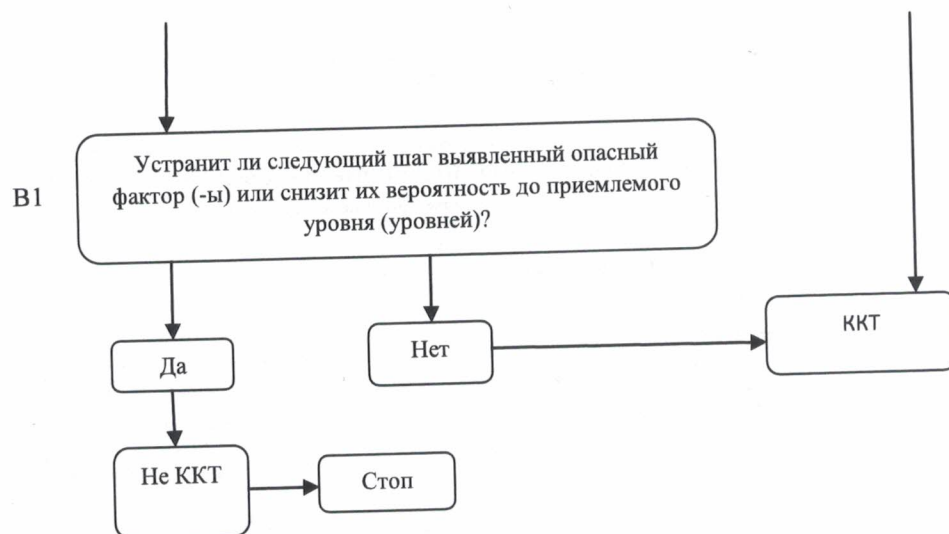 В1
Устранит ли следующий шаг выявленный опасный
фактор (-ы) или снизит их вероятность до приемлемого
уровня (уровней)?
Да
Нет
ККТ
Не ККТ
Стоп